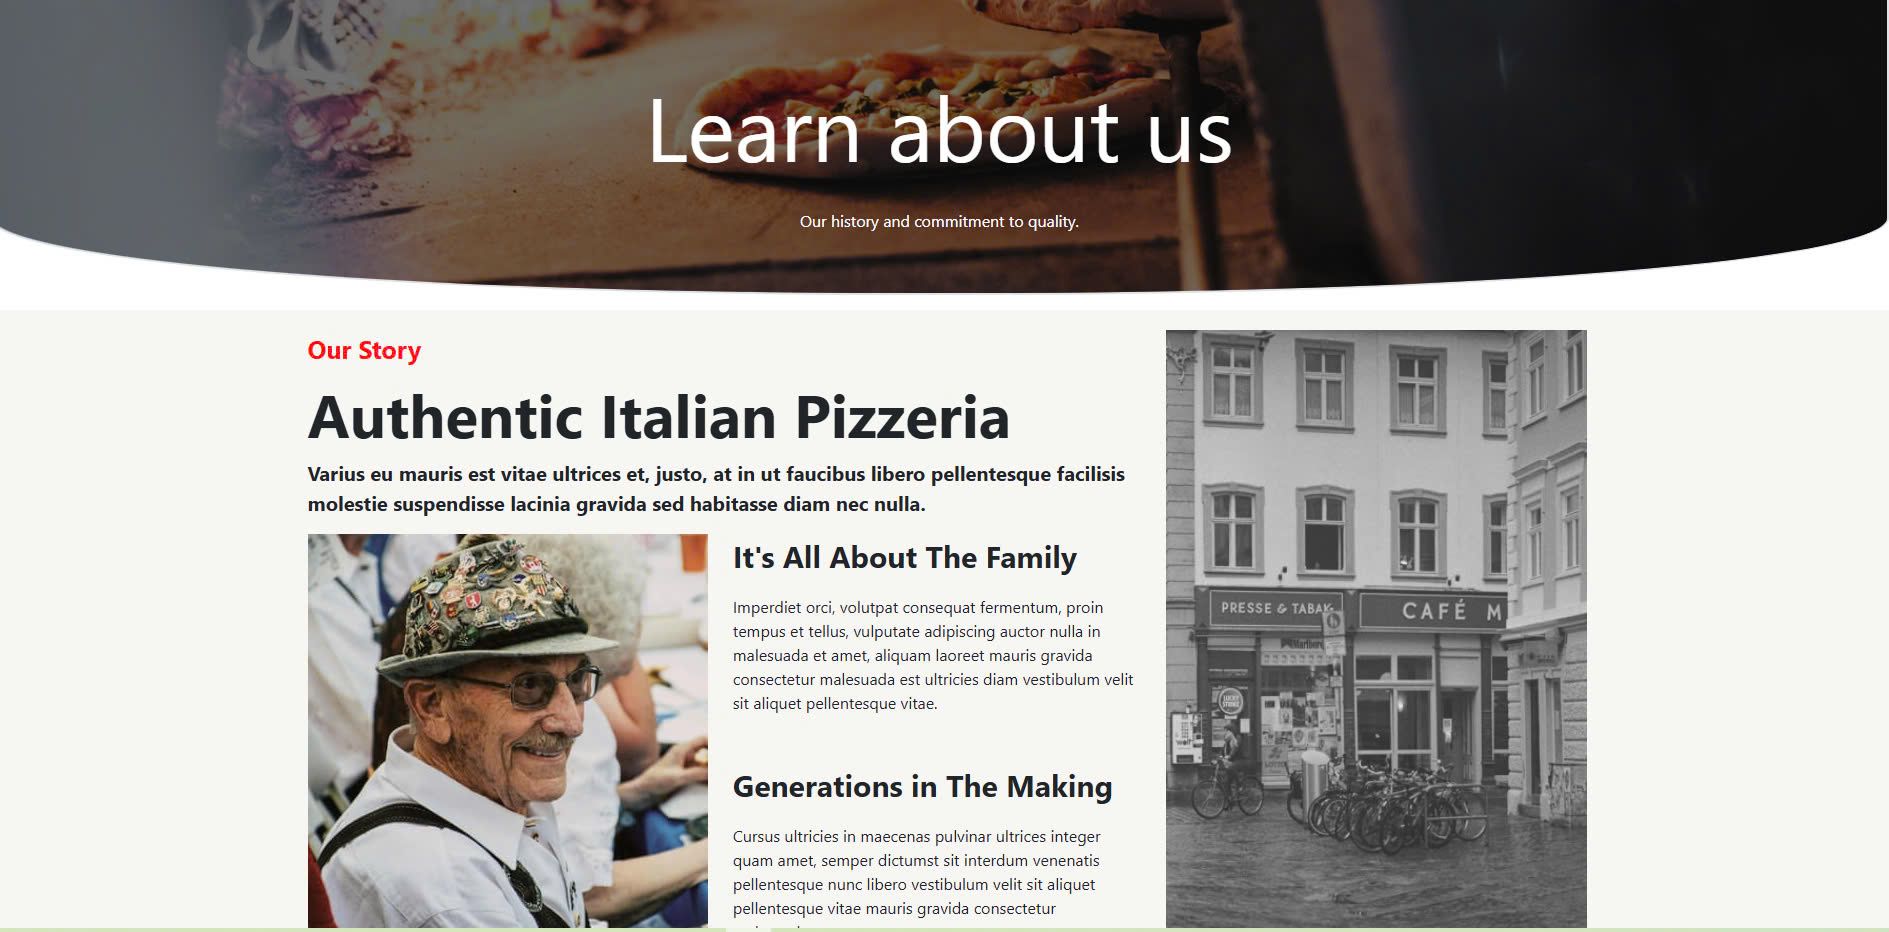 Learn about us
Our history and commitment to quality.
Our Story
Authentic Italian Pizzeria
Varius eu mauris est vitae ultrices et, justo, at in ut faucibus libero pellentesque facilisis
molestie suspendisse lacinia gravida sed habitasse diam nec nulla.
It's All About The Family
Imperdiet orci, volutpat consequat fermentum, proin
tempus et tellus, vulputate adipiscing auctor nulla in
malesuada et amet, aliquam laoreet mauris gravida
consectetur malesuada est ultricies diam vestibulum velit
sit aliquet pellentesque vitae.
Generations in The Making
Cursus ultricies in maecenas pulvinar ultrices integer
quam amet, semper dictumst sit interdum venenatis
pellentesque nunc libero vestibulum velit sit aliquet
pellentesque vitae mauris gravida consectetur
PRESSE & TABAK
CAFÉ M
Marlboro
LUCKY
STRIKE